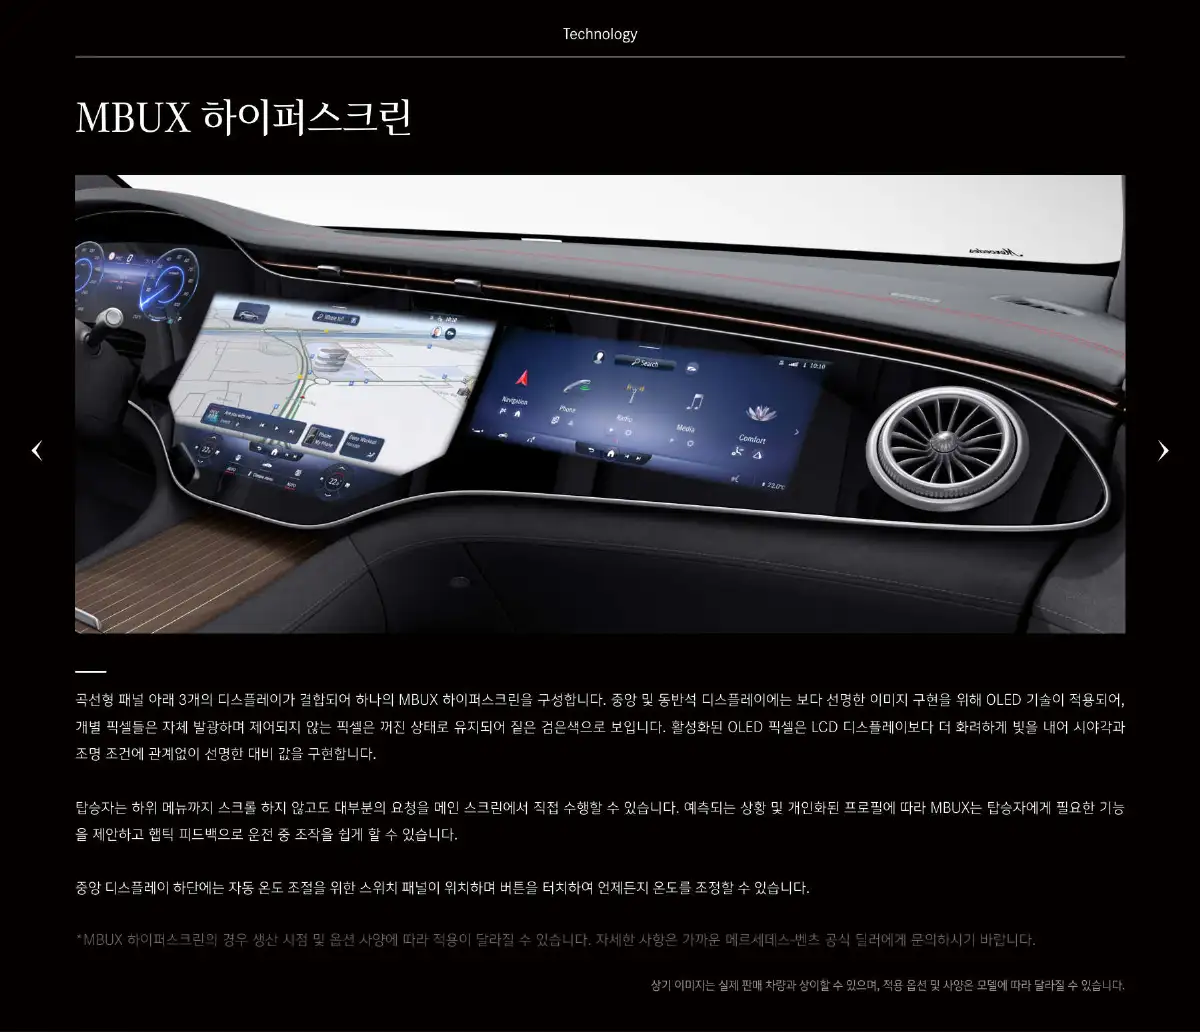 Technology
MBUX 하이퍼스크린
Where to?
10:10
Search
10:10
Navigation
Phone
Radio
Media
Comfort
72.0°C
곡선형 패널 아래 3개의 디스플레이가 결합되어 하나의 MBUX 하이퍼스크린을 구성합니다. 중앙 및 동반석 디스플레이에는 보다 선명한 이미지 구현을 위해 OLED 기술이 적용되어,
개별 픽셀들은 자체 발광하며 제어되지 않는 픽셀은 꺼진 상태로 유지되어 짙은 검은색으로 보입니다. 활성화된 OLED 픽셀은 LCD 디스플레이보다 더 화려하게 빛을 내어 시야각과
조명 조건에 관계없이 선명한 대비 값을 구현합니다.
탑승자는 하위 메뉴까지 스크롤 하지 않고도 대부분의 요청을 메인 스크린에서 직접 수행할 수 있습니다. 예측되는 상황 및 개인화된 프로필에 따라 MBUX는 탑승자에게 필요한 기능
을 제안하고 햅틱 피드백으로 운전 중 조작을 쉽게 할 수 있습니다.
중앙 디스플레이 하단에는 자동 온도 조절을 위한 스위치 패널이 위치하며 버튼을 터치하여 언제든지 온도를 조정할 수 있습니다.
*MBUX 하이퍼스크린의 경우 생산 시점 및 옵션 사양에 따라 적용이 달라질 수 있습니다. 자세한 사항은 가까운 메르세데스-벤츠 공식 딜러에게 문의하시기 바랍니다.
상기 이미지는 실제 판매 차량과 상이할 수 있으며, 적용 옵션 및 사양은 모델에 따라 달라질 수 있습니다.